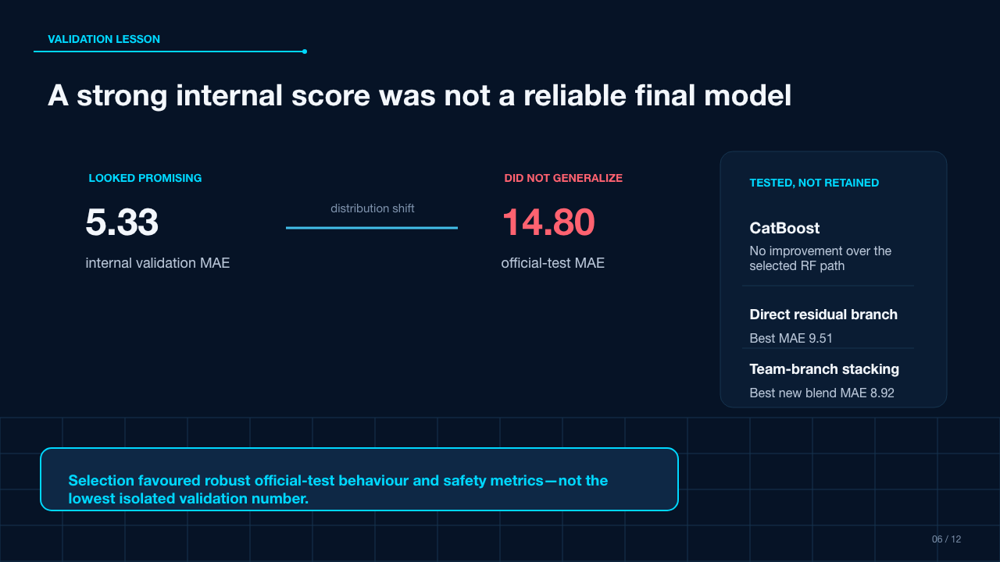 VALIDATION LESSON
A strong internal score was not a reliable final model
LOOKED PROMISING
5.33
internal validation MAE
distribution shift
DID NOT GENERALIZE
14.80
official-test MAE
TESTED, NOT RETAINED
CatBoost
No improvement over the
selected RF path
Direct residual branch
Best MAE 9.51
Team-branch stacking
Best new blend MAE 8.92
Selection favoured robust official-test behaviour and safety metrics—not the
lowest isolated validation number.
06 / 12